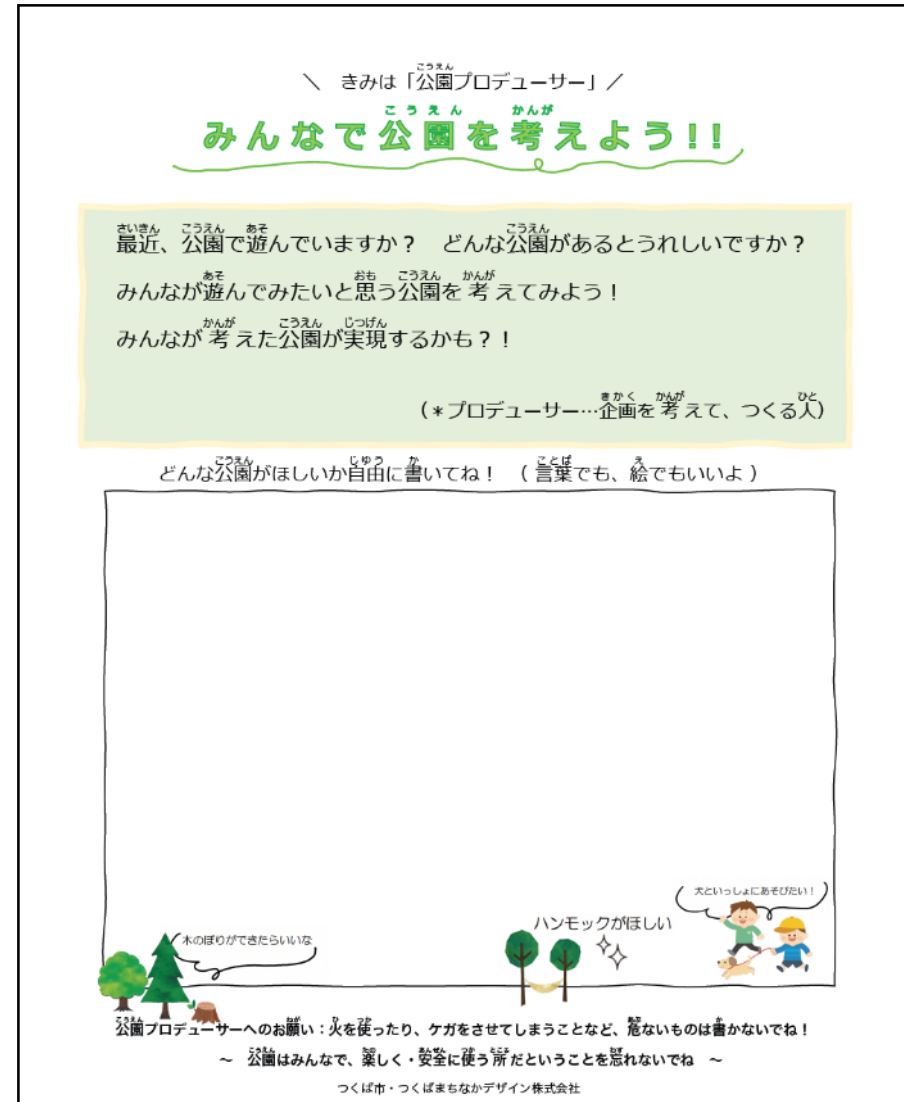 ＼ きみは「公園プロデューサー」／
みんなで公園を考えよう!!
最近、公園で遊んでいますか？　どんな公園があるとうれしいですか？
みんなが遊んでみたいと思う公園を考えてみよう！
みんなが考えた公園が実現するかも？！
（＊プロデューサー…企画を考えて、つくる人）
どんな公園がほしいか自由に書いてね！　（言葉でも、絵でもいいよ）
犬といっしょにあそびたい！
ハンモックがほしい
木のぼりができたらいいな
公園プロデューサーへのお願い：火を使ったり、ケガをさせてしまうことなど、危ないものは書かないでね！
～　公園はみんなで、楽しく・安全に使う所だということを忘れないでね　～
つくば市・つくばまちなかデザイン株式会社